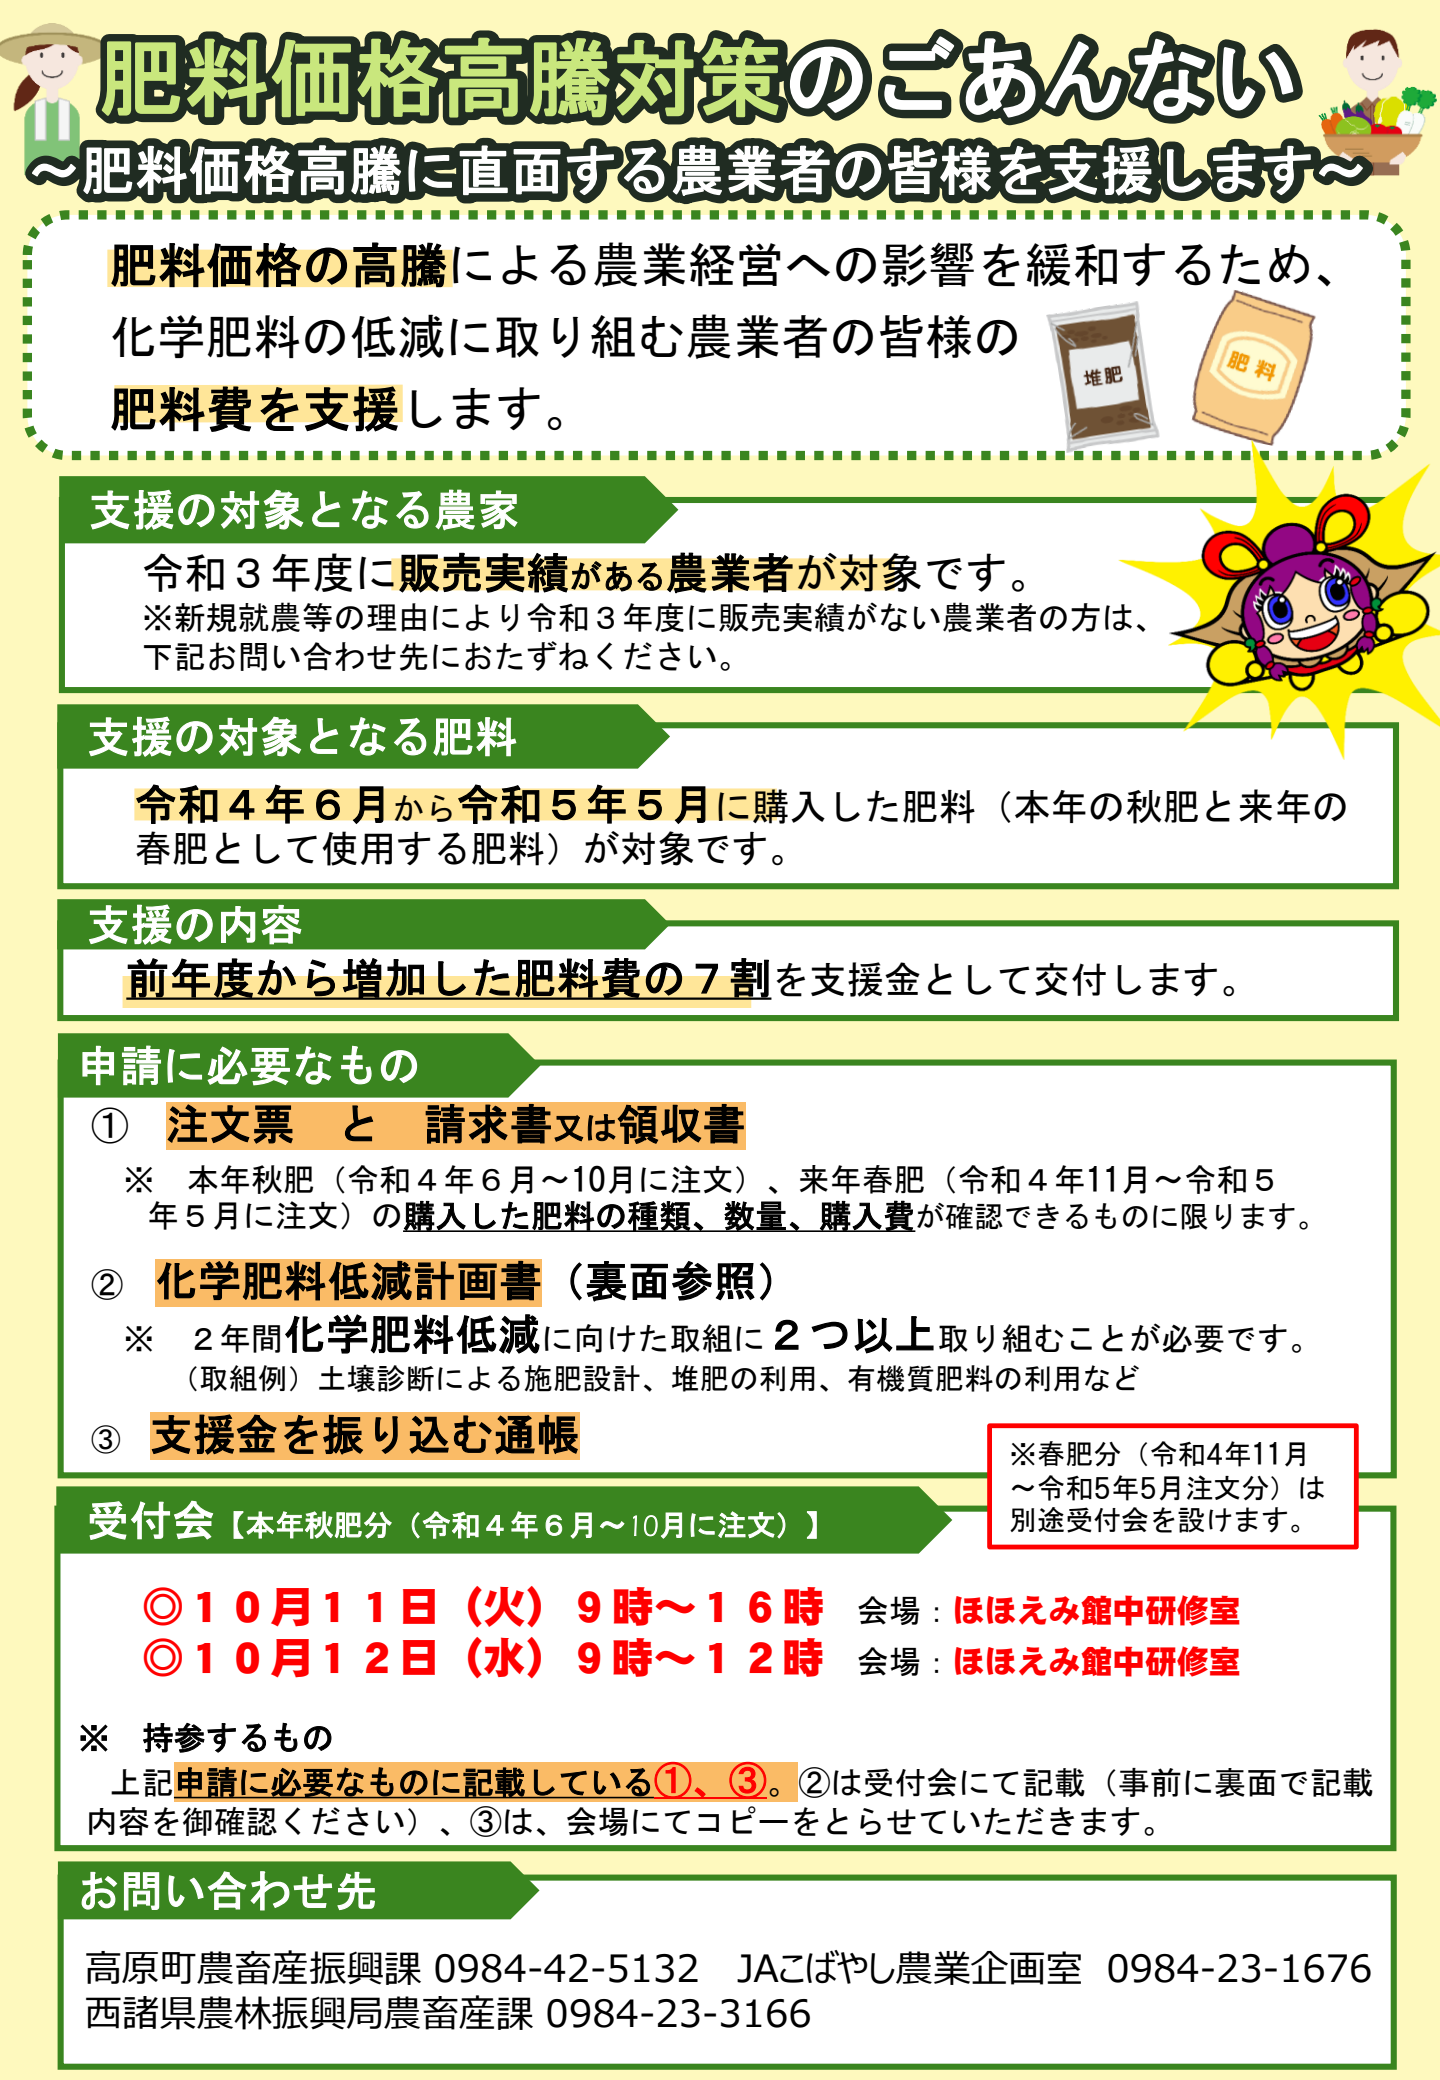 肥料価格高騰対策のごあんない
～肥料価格高騰に直面する農業者の皆様を支援します～
肥料価格の高騰による農業経営への影響を緩和するため、
化学肥料の低減に取り組む農業者の皆様の
肥料費を支援します。
堆肥
肥料
支援の対象となる農家
令和３年度に販売実績がある農業者が対象です。
※新規就農等の理由により令和３年度に販売実績がない農業者の方は、
下記お問い合わせ先におたずねください。
支援の対象となる肥料
令和４年６月から令和５年５月に購入した肥料（本年の秋肥と来年の
春肥として使用する肥料）が対象です。
支援の内容
前年度から増加した肥料費の７割を支援金として交付します。
申請に必要なもの
①　注文票　と　請求書又は領収書
※　本年秋肥（令和４年６月～10月に注文）、来年春肥（令和４年11月～令和５
年５月に注文）の購入した肥料の種類、数量、購入費が確認できるものに限ります。
②　化学肥料低減計画書（裏面参照）
※　２年間化学肥料低減に向けた取組に２つ以上取り組むことが必要です。
（取組例）土壌診断による施肥設計、堆肥の利用、有機質肥料の利用など
③　支援金を振り込む通帳
※春肥分（令和4年11月
～令和5年5月注文分）は
別途受付会を設けます。
受付会【本年秋肥分（令和４年６月～10月に注文）】
◎１０月１１日（火）９時～１６時　会場：ほほえみ館中研修室
◎１０月１２日（水）９時～１２時　会場：ほほえみ館中研修室
※　持参するもの
上記申請に必要なものに記載している①、③。②は受付会にて記載（事前に裏面で記載
内容を御確認ください）、③は、会場にてコピーをとらせていただきます。
お問い合わせ先
高原町農畜産振興課 0984-42-5132　JAこばやし農業企画室 0984-23-1676
西諸県農林振興局農畜産課 0984-23-3166